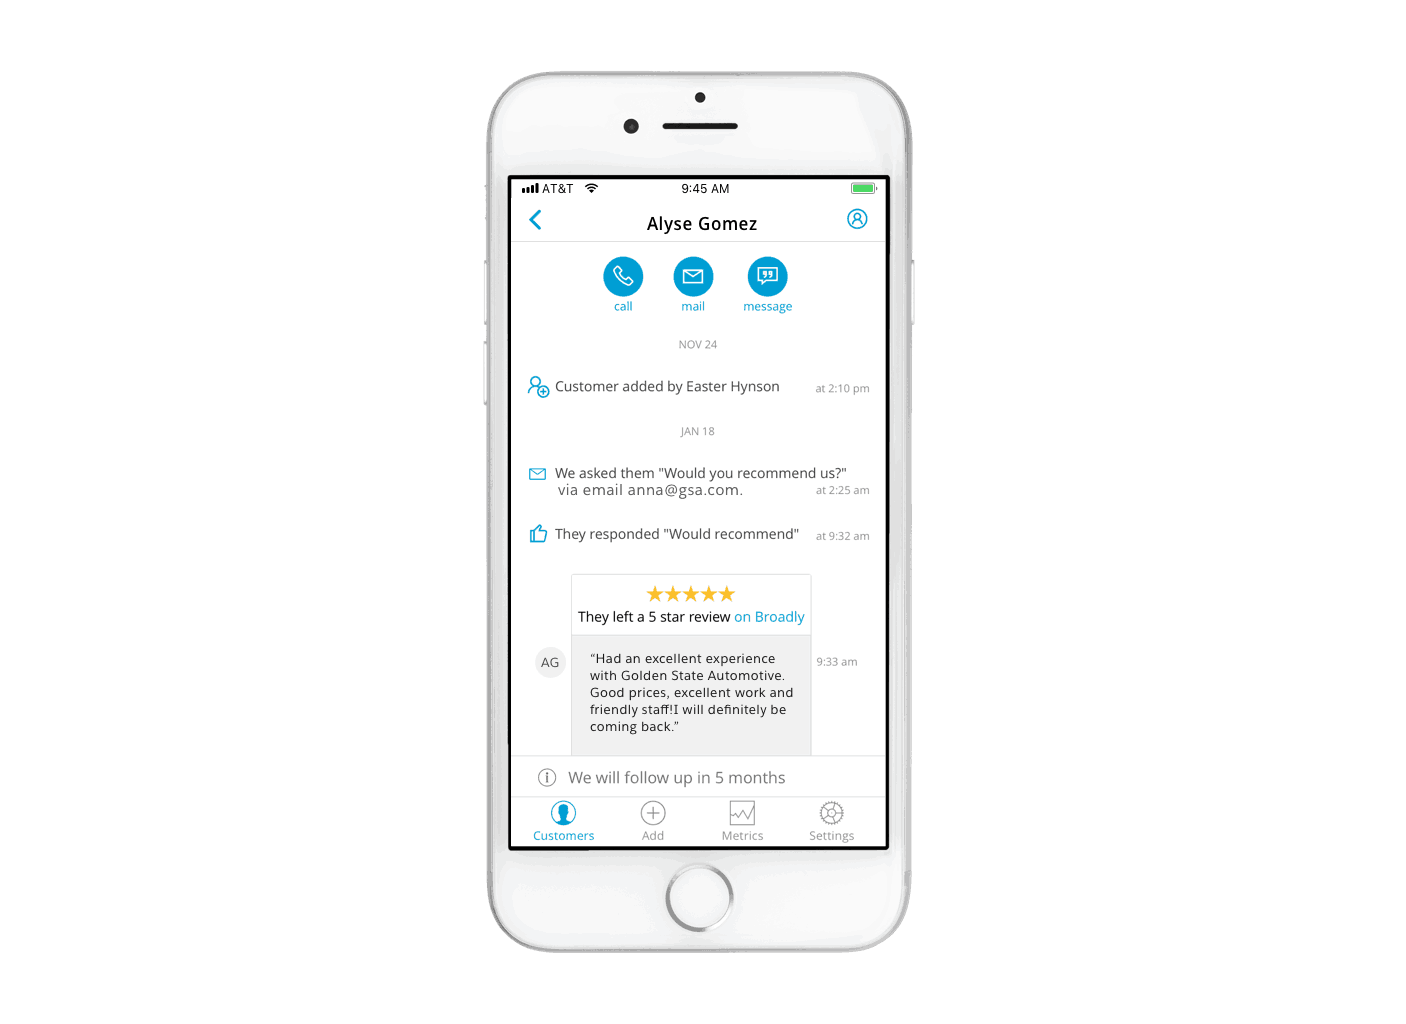 AT&T 9:45 AM
Alyse Gomez
call mail message
NOV 24
Customer added by Easter Hynson at 2:10 pm
JAN 18
We asked them "Would you recommend us?"
via email anna@gsa.com. at 2:25 am
They responded "Would recommend" at 9:32 am
They left a 5 star review on Broadly
AG
“Had an excellent experience
with Golden State Automotive.
Good prices, excellent work and
friendly staff!I will definitely be
coming back.”
9:33 am
We will follow up in 5 months
Customers Add Metrics Settings